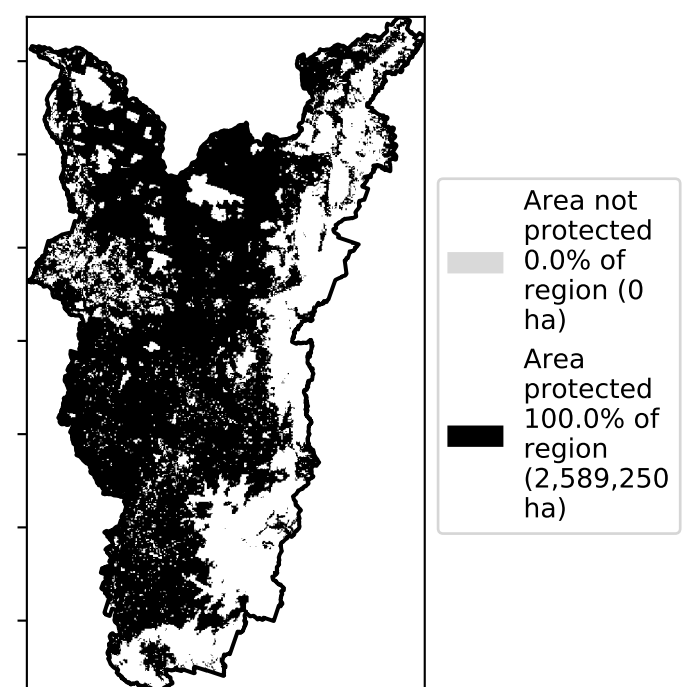 Area not
protected
0.0% of
region (0
ha)
Area
protected
100.0% of
region
(2,589,250
ha)